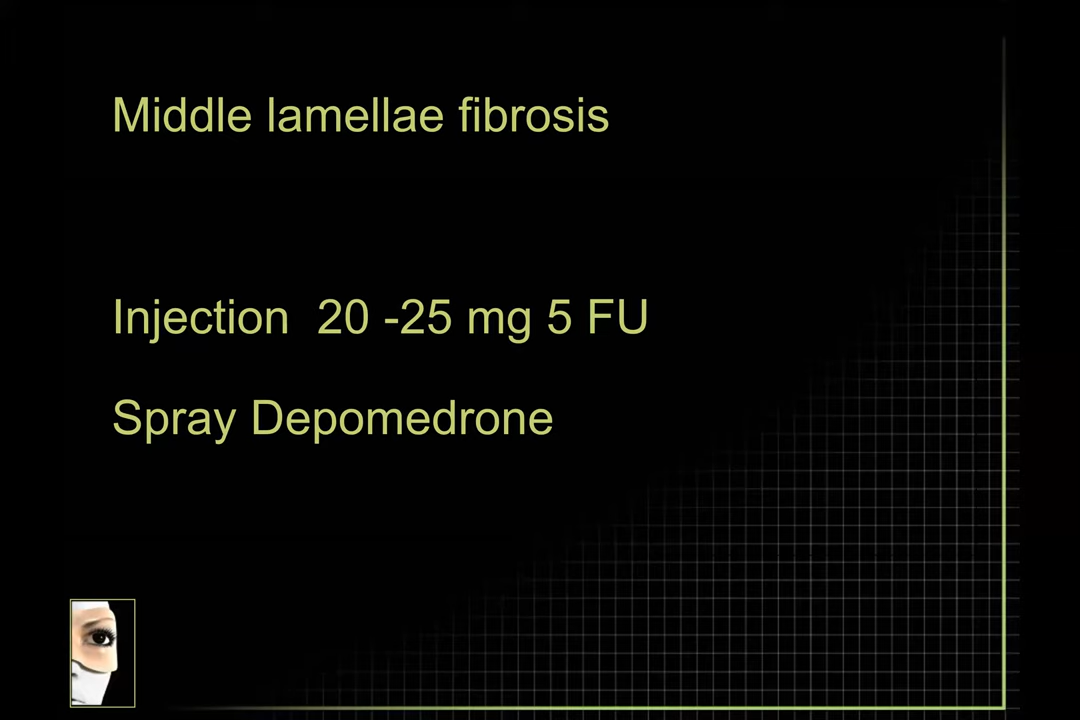 Middle lamellae fibrosis
Injection 20 -25 mg 5 FU
Spray Depomedrone